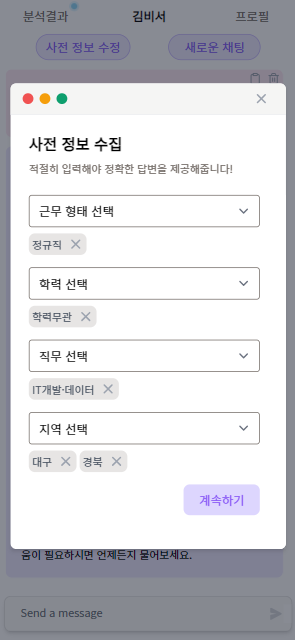 분석결과 김비서 프로필
사전 정보 수정 새로운 채팅
사전 정보 수집
적절히 입력해야 정확한 답변을 제공해줍니다!
근무 형태 선택
정규직
학력 선택
학력무관
직무 선택
IT개발·데이터
지역 선택
대구 경북
계속하기
움이 필요하시면 언제든지 물어보세요.
Send a message